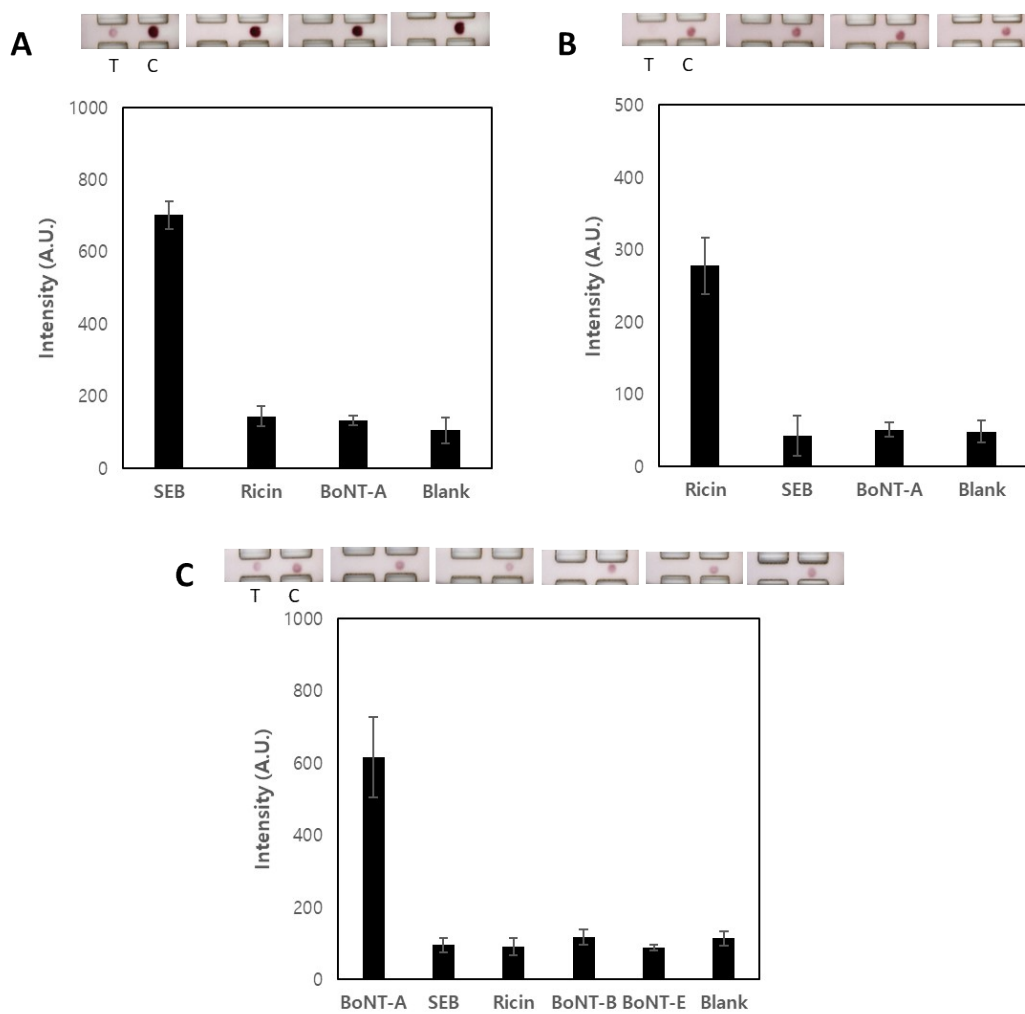 A
T C
1000
800
600
400
200
0
Intensity (A.U.)
SEB Ricin BoNT-A Blank
B
T C
500
400
300
200
100
0
Intensity (A.U.)
Ricin SEB BoNT-A Blank
C
T C
1000
800
600
400
200
0
Intensity (A.U.)
BoNT-A SEB Ricin BoNT-B BoNT-E Blank